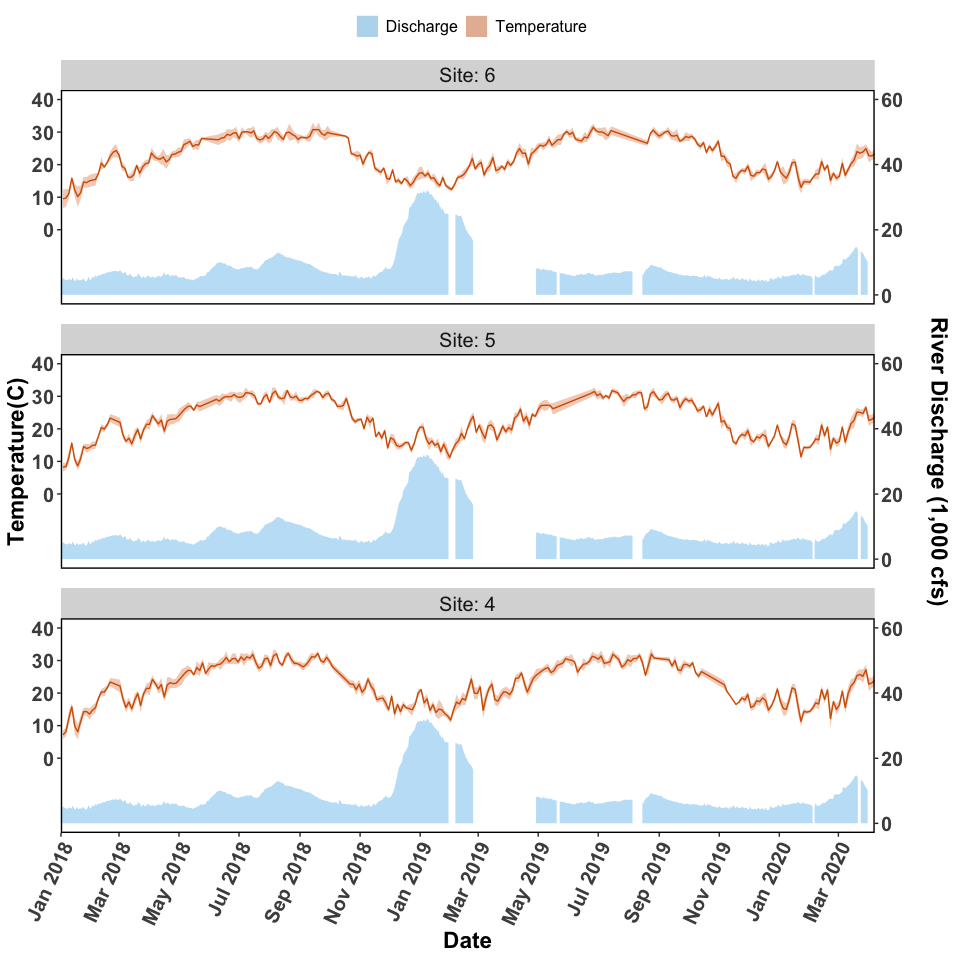 Discharge Temperature
Site: 6
40
30
20
10
0
60
40
20
0
Site: 5
40
30
20
10
0
60
40
20
0
Site: 4
40
30
20
10
0
60
40
20
0
Temperature(C)
River Discharge (1,000 cfs)
Jan 2018
Mar 2018
May 2018
Jul 2018
Sep 2018
Nov 2018
Jan 2019
Mar 2019
May 2019
Jul 2019
Sep 2019
Nov 2019
Jan 2020
Mar 2020
Date